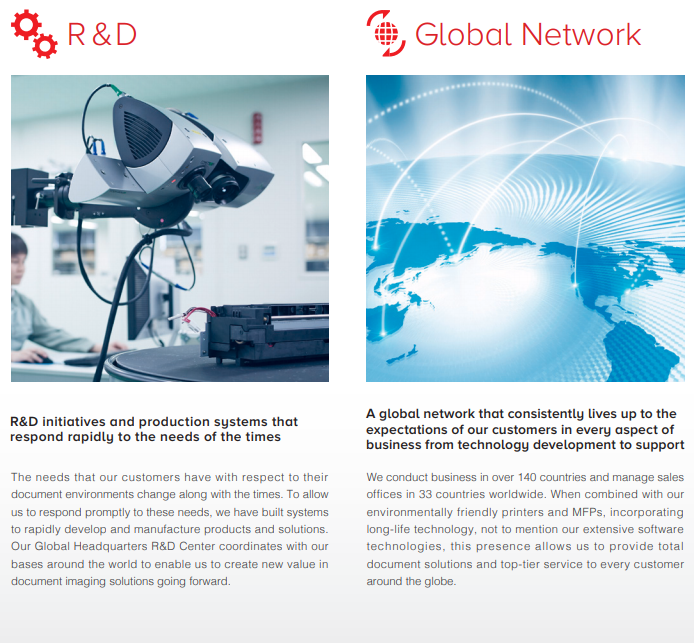 R&D
R&D initiatives and production systems that
respond rapidly to the needs of the times
The needs that our customers have with respect to their
document environments change along with the times. To allow
us to respond promptly to these needs, we have built systems
to rapidly develop and manufacture products and solutions.
Our Global Headquarters R&D Center coordinates with our
bases around the world to enable us to create new value in
document imaging solutions going forward.
Global Network
A global network that consistently lives up to the
expectations of our customers in every aspect of
business from technology development to support
We conduct business in over 140 countries and manage sales
offices in 33 countries worldwide. When combined with our
environmentally friendly printers and MFPs, incorporating
long-life technology, not to mention our extensive software
technologies, this presence allows us to provide total
document solutions and top-tier service to every customer
around the globe.